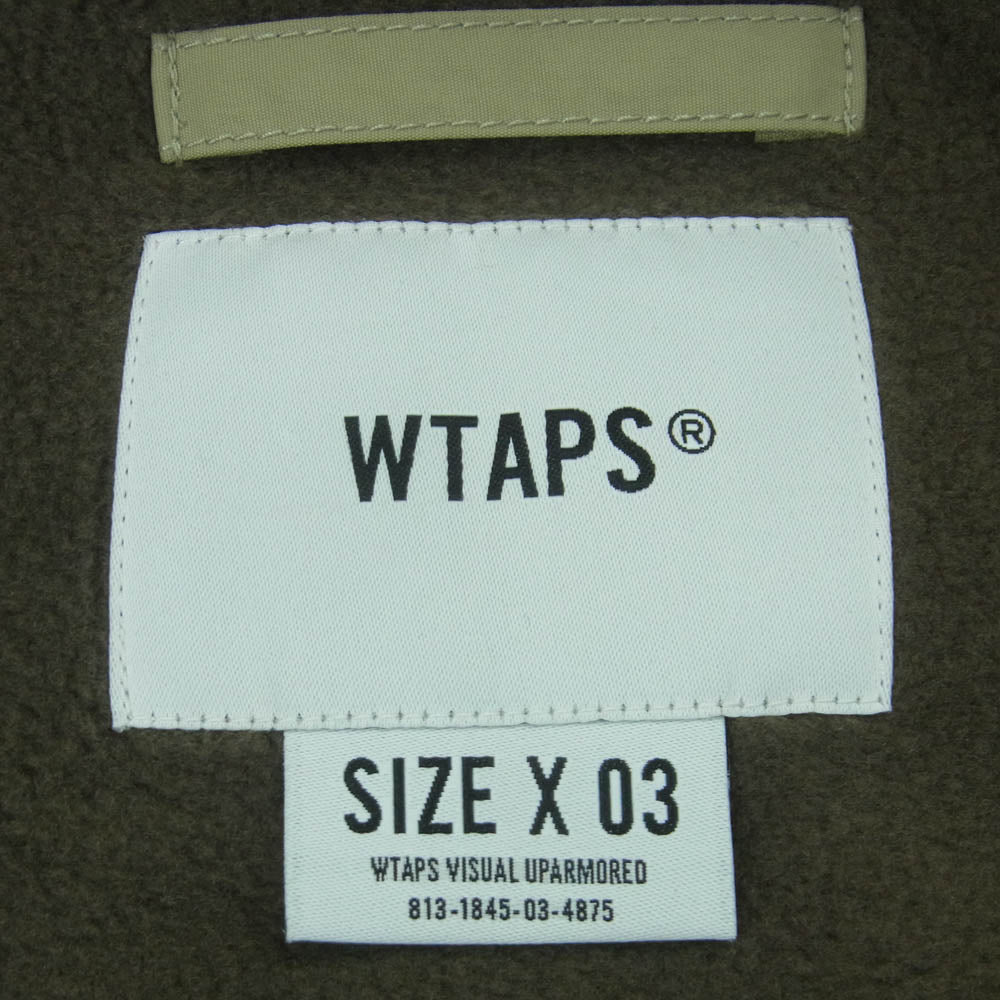 WTAPS®
SIZE X 03
WTAPS VISUAL UPARMORED
813-1845-03-4875